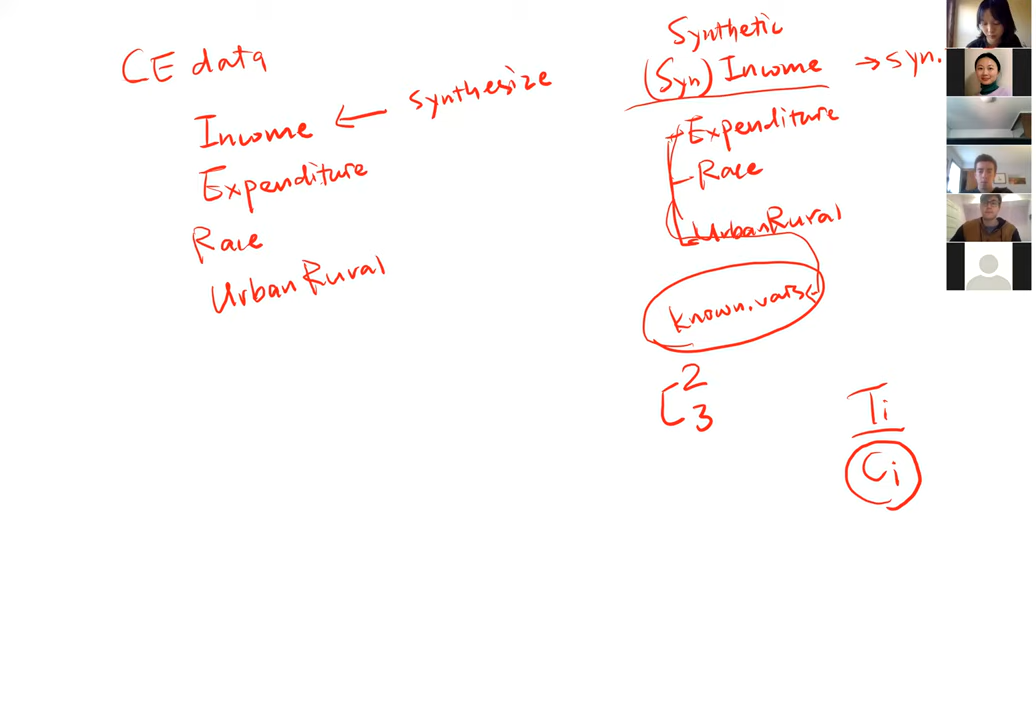 CE data
Income ← synthesize
Expenditure
Race
UrbanRural
Synthetic
(Syn) Income → syn.
Expenditure
Race
UrbanRural
known.vars
2
3
Ti
Ci